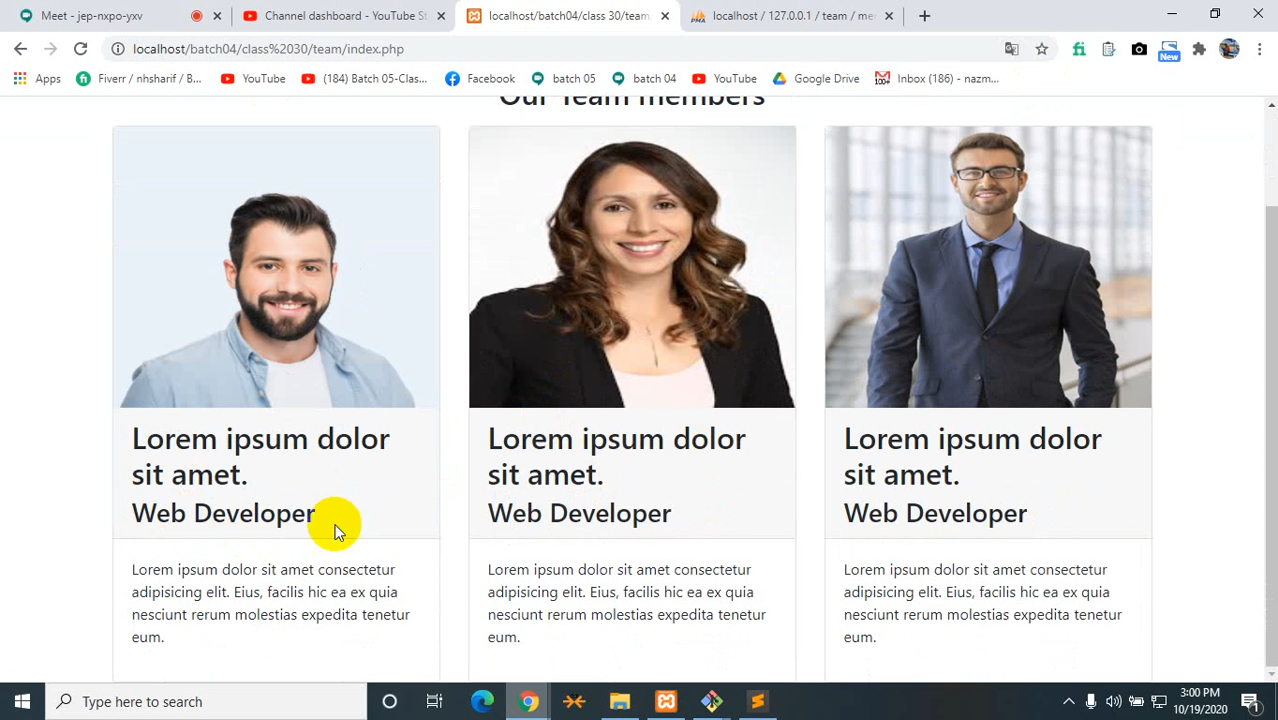 Meet - jep-nxpo-yxv
Channel dashboard - YouTube St
localhost/batch04/class 30/team
localhost / 127.0.0.1 / team / me
localhost/batch04/class%2030/team/index.php
Apps
Fiverr / nhsharif / B...
YouTube
(184) Batch 05-Clas...
Facebook
batch 05
batch 04
YouTube
Google Drive
Inbox (186) - nazm...
New
Our Team members
Lorem ipsum dolor
sit amet.
Web Developer
Lorem ipsum dolor sit amet consectetur
adipisicing elit. Eius, facilis hic ea ex quia
nesciunt rerum molestias expedita tenetur
eum.
Lorem ipsum dolor
sit amet.
Web Developer
Lorem ipsum dolor sit amet consectetur
adipisicing elit. Eius, facilis hic ea ex quia
nesciunt rerum molestias expedita tenetur
eum.
Lorem ipsum dolor
sit amet.
Web Developer
Lorem ipsum dolor sit amet consectetur
adipisicing elit. Eius, facilis hic ea ex quia
nesciunt rerum molestias expedita tenetur
eum.
Type here to search
3:00 PM
10/19/2020